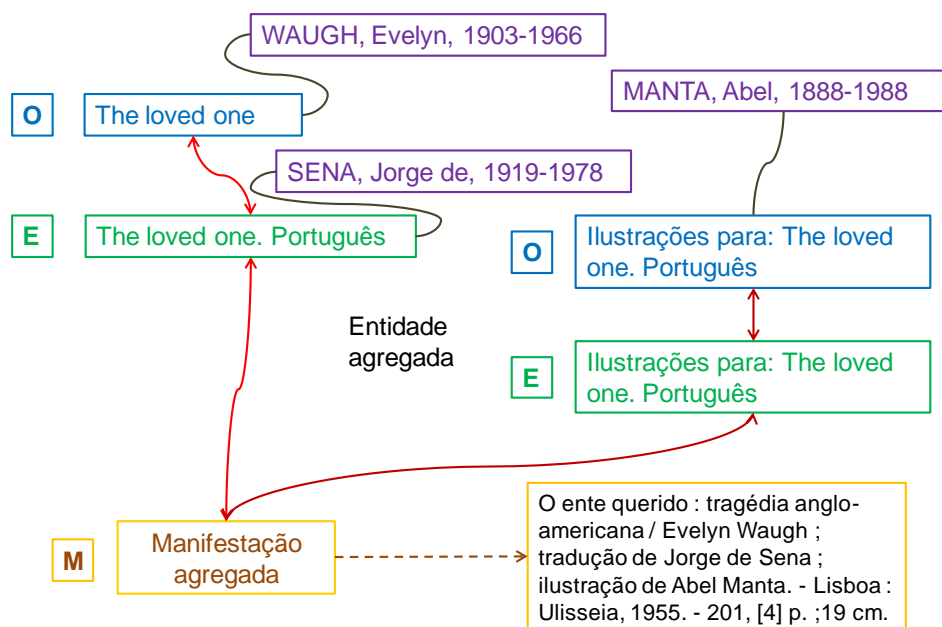 WAUGH, Evelyn, 1903-1966
MANTA, Abel, 1888-1988
O
The loved one
SENA, Jorge de, 1919-1978
E
The loved one. Português
O
Ilustrações para: The loved
one. Português
Entidade
agregada
E
Ilustrações para: The loved
one. Português
M
Manifestação
agregada
O ente querido : tragédia anglo-
americana / Evelyn Waugh ;
tradução de Jorge de Sena ;
ilustração de Abel Manta. - Lisboa :
Ulisseia, 1955. - 201, [4] p. ;19 cm.